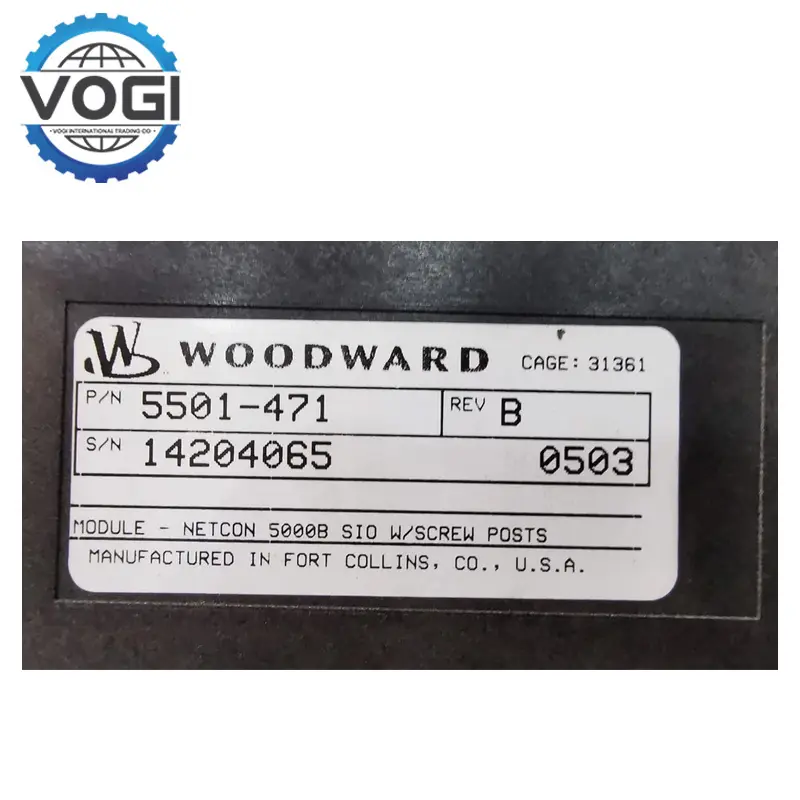 VOGI
• VOGI INTERNATIONAL TRADING CO •
WOODWARD CAGE: 31361
P/N 5501-471 REV B
S/N 14204065 0503
MODULE - NETCON 5000B SIO W/SCREW POSTS
MANUFACTURED IN FORT COLLINS, CO., U.S.A.